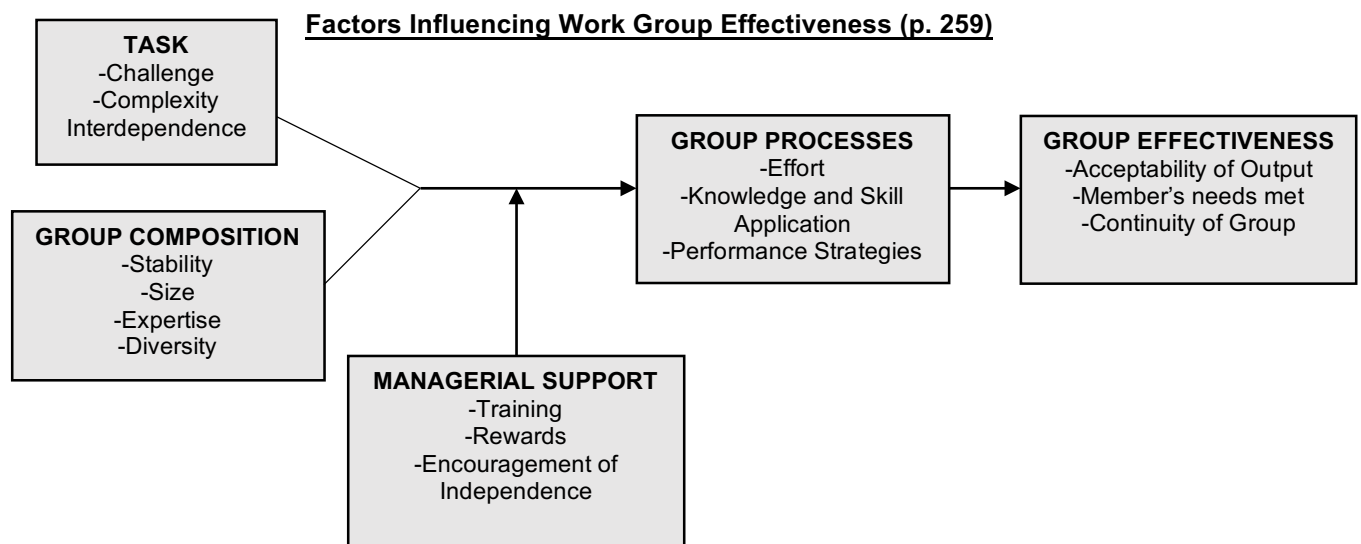 Factors Influencing Work Group Effectiveness (p. 259)
TASK
-Challenge
-Complexity
Interdependence
GROUP COMPOSITION
-Stability
-Size
-Expertise
-Diversity
MANAGERIAL SUPPORT
-Training
-Rewards
-Encouragement of
Independence
GROUP PROCESSES
-Effort
-Knowledge and Skill
Application
-Performance Strategies
GROUP EFFECTIVENESS
-Acceptability of Output
-Member’s needs met
-Continuity of Group